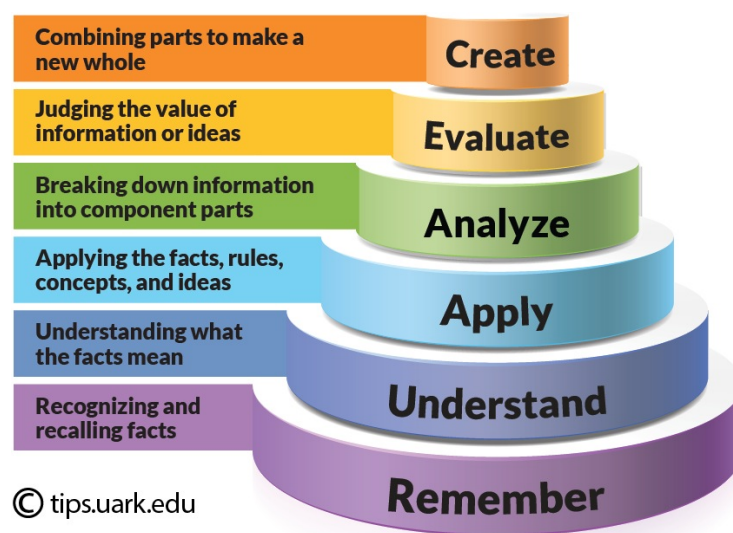 Combining parts to make a
new whole
Create
Judging the value of
information or ideas
Evaluate
Breaking down information
into component parts
Analyze
Applying the facts, rules,
concepts, and ideas
Apply
Understanding what
the facts mean
Understand
Recognizing and
recalling facts
Remember
© tips.uark.edu